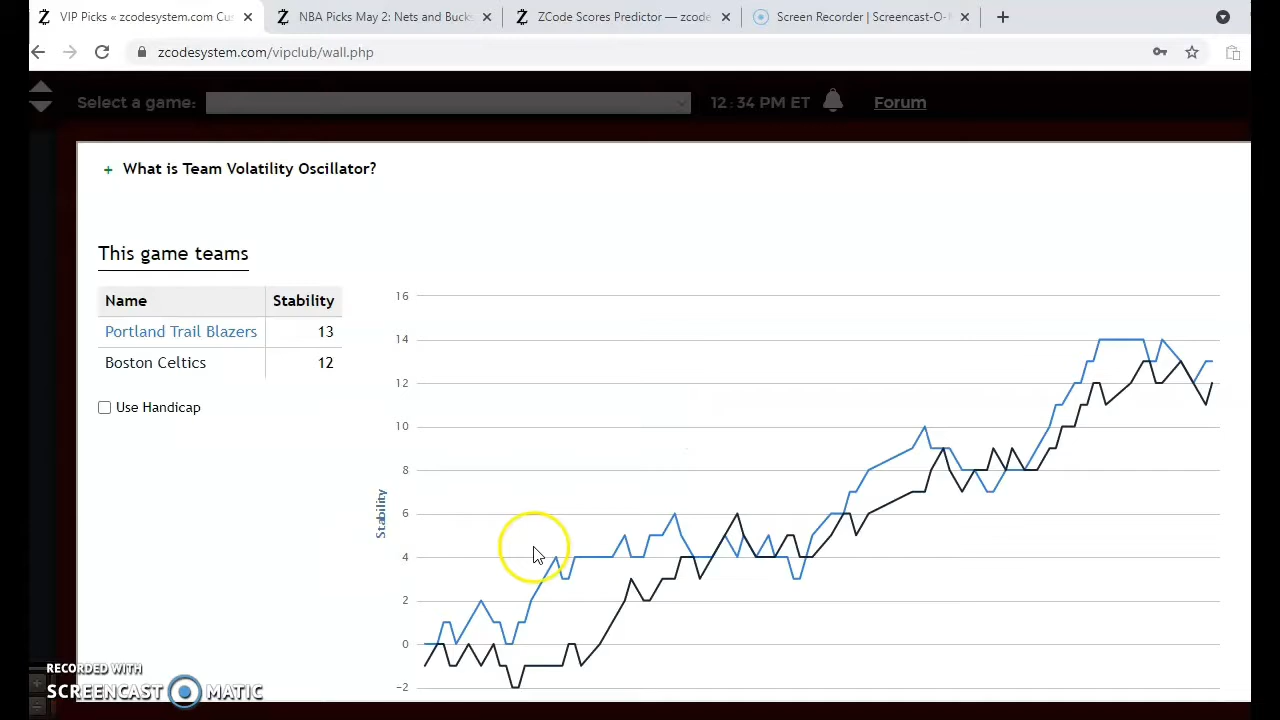 VIP Picks « zcodesystem.com Cus
NBA Picks May 2: Nets and Buck
ZCode Scores Predictor — zcode
Screen Recorder | Screencast-O-
zcodesystem.com/vipclub/wall.php
Select a game:
12:34 PM ET
Forum
+ What is Team Volatility Oscillator?
This game teams
Name Stability
Portland Trail Blazers 13
Boston Celtics 12
Use Handicap
16
14
12
10
8
6
4
2
0
−2
Stability
RECORDED WITH
SCREENCAST MATIC